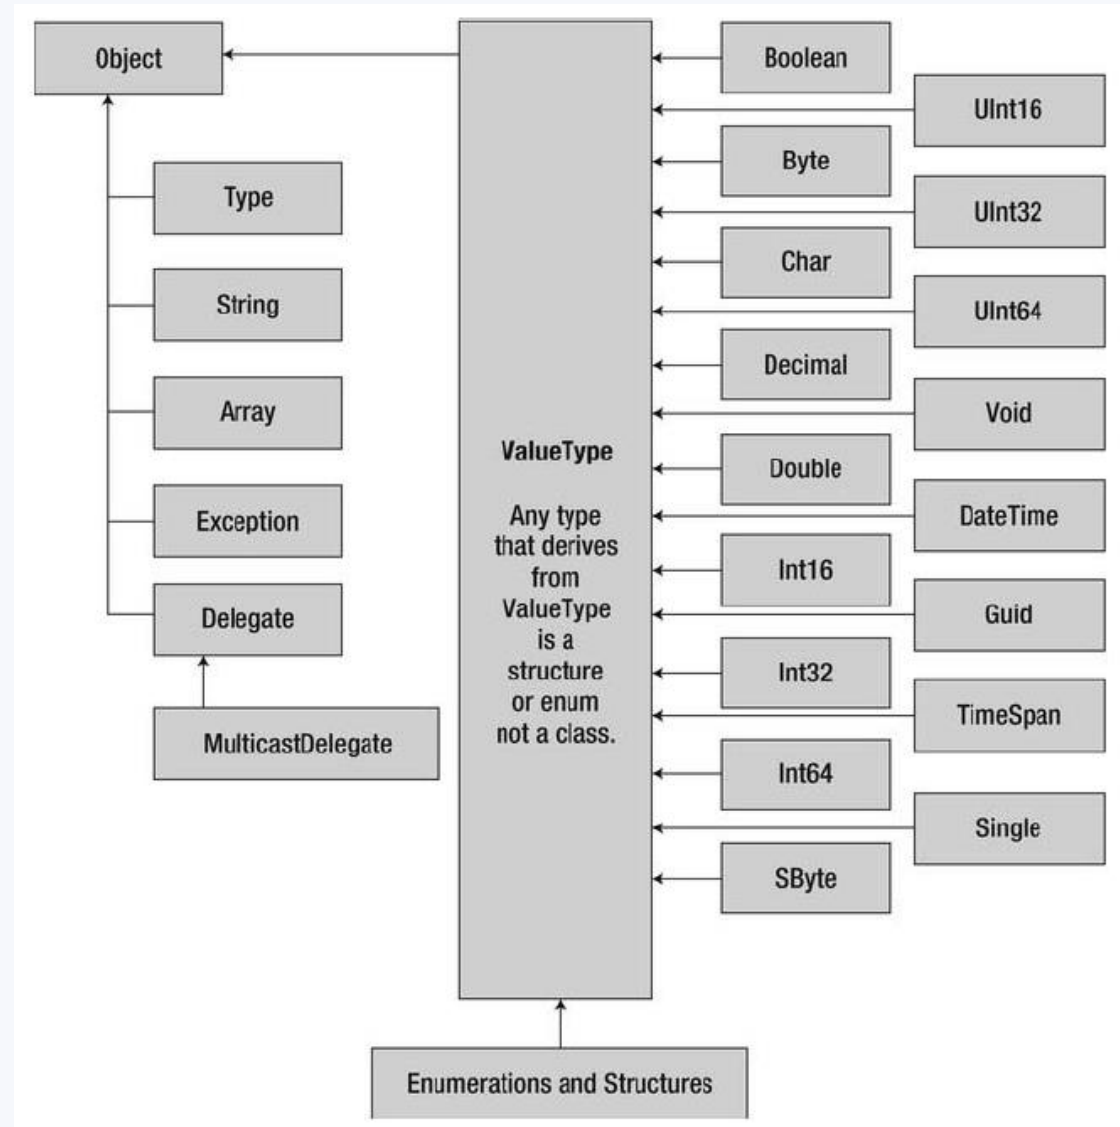 Object
Type
String
Array
Exception
Delegate
MulticastDelegate
ValueType
Any type
that derives
from
ValueType
is a
structure
or enum
not a class.
Boolean
UInt16
Byte
UInt32
Char
UInt64
Decimal
Void
Double
DateTime
Int16
Guid
Int32
TimeSpan
Int64
Single
SByte
Enumerations and Structures